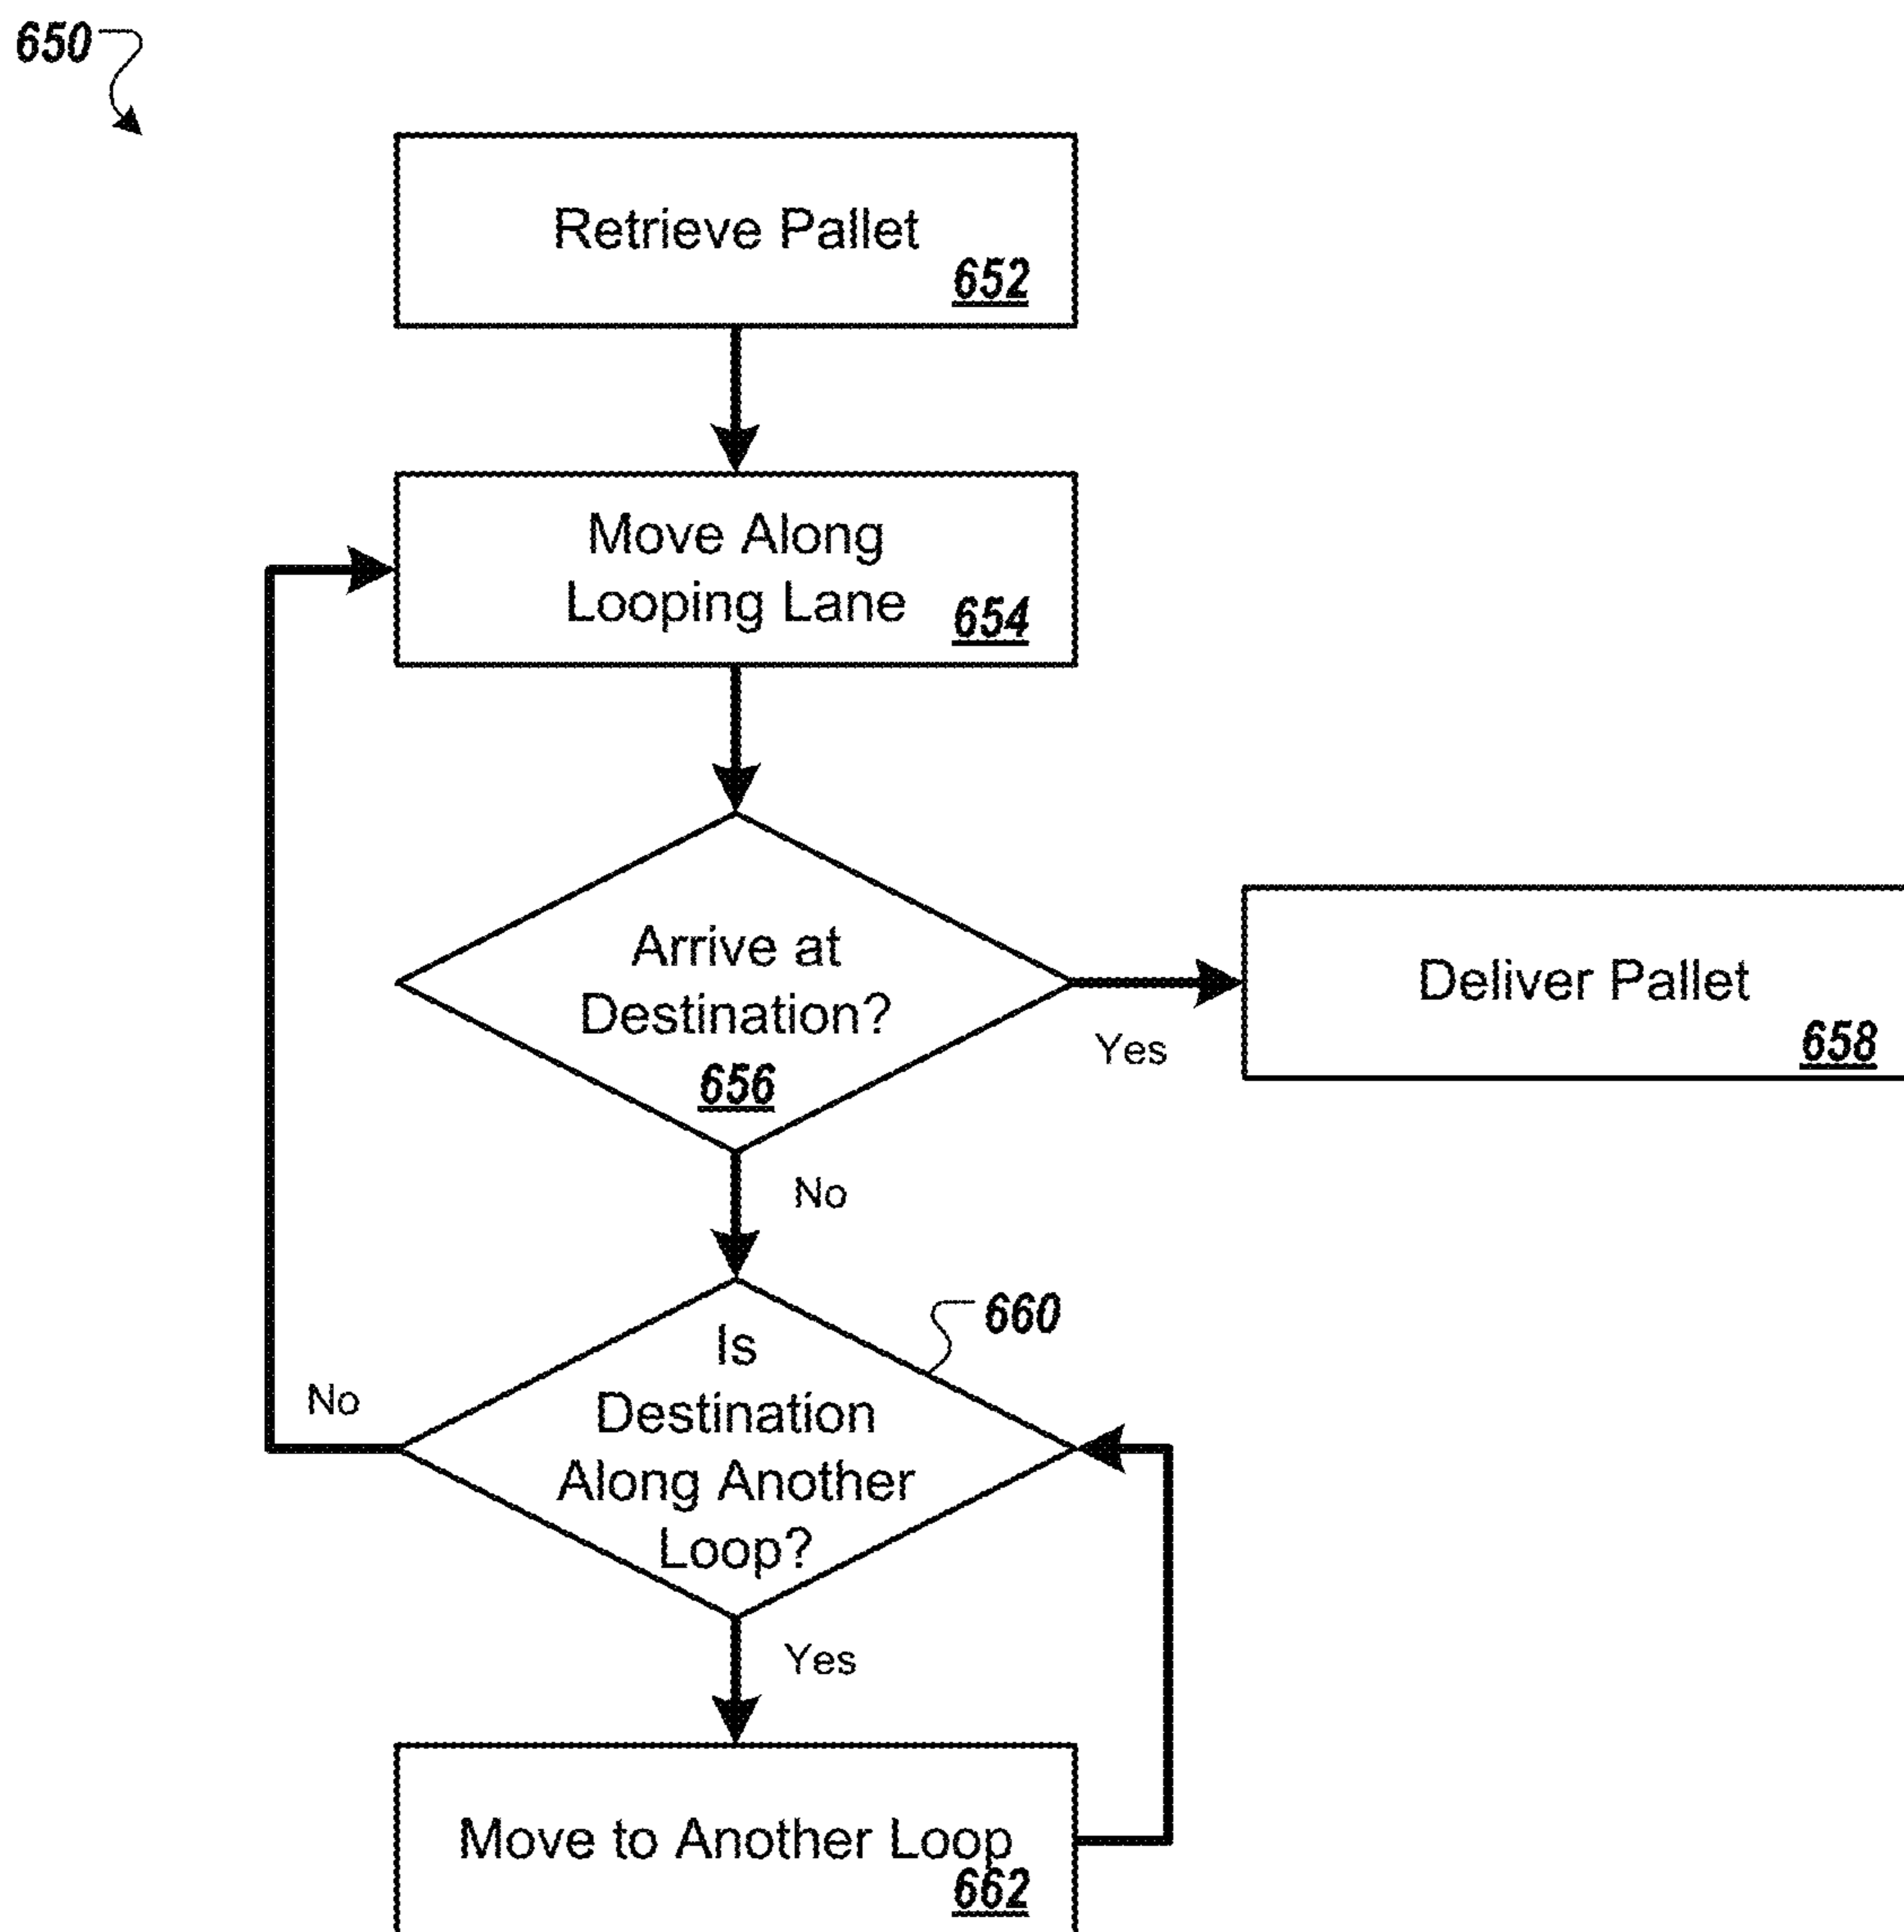 650
Retrieve Pallet
652
Move Along
Looping Lane
654
Arrive at
Destination?
656
Yes
Deliver Pallet
658
No
660
Is
Destination
Along Another
Loop?
No
Yes
Move to Another Loop
662